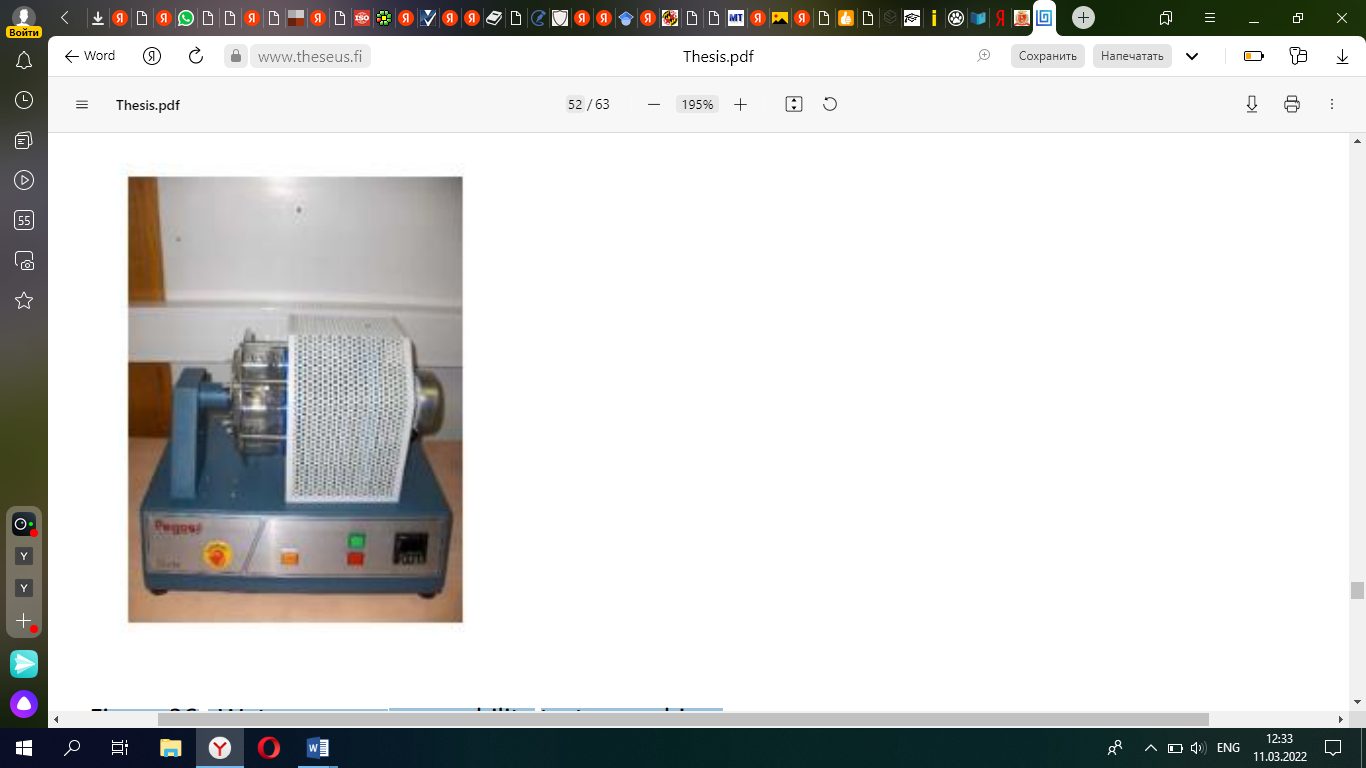 Войти
Word
www.theseus.fi
Thesis.pdf
Сохранить
Напечатать
Thesis.pdf
52 / 63
195%
55
Pegasil
ENG
12:33
11.03.2022